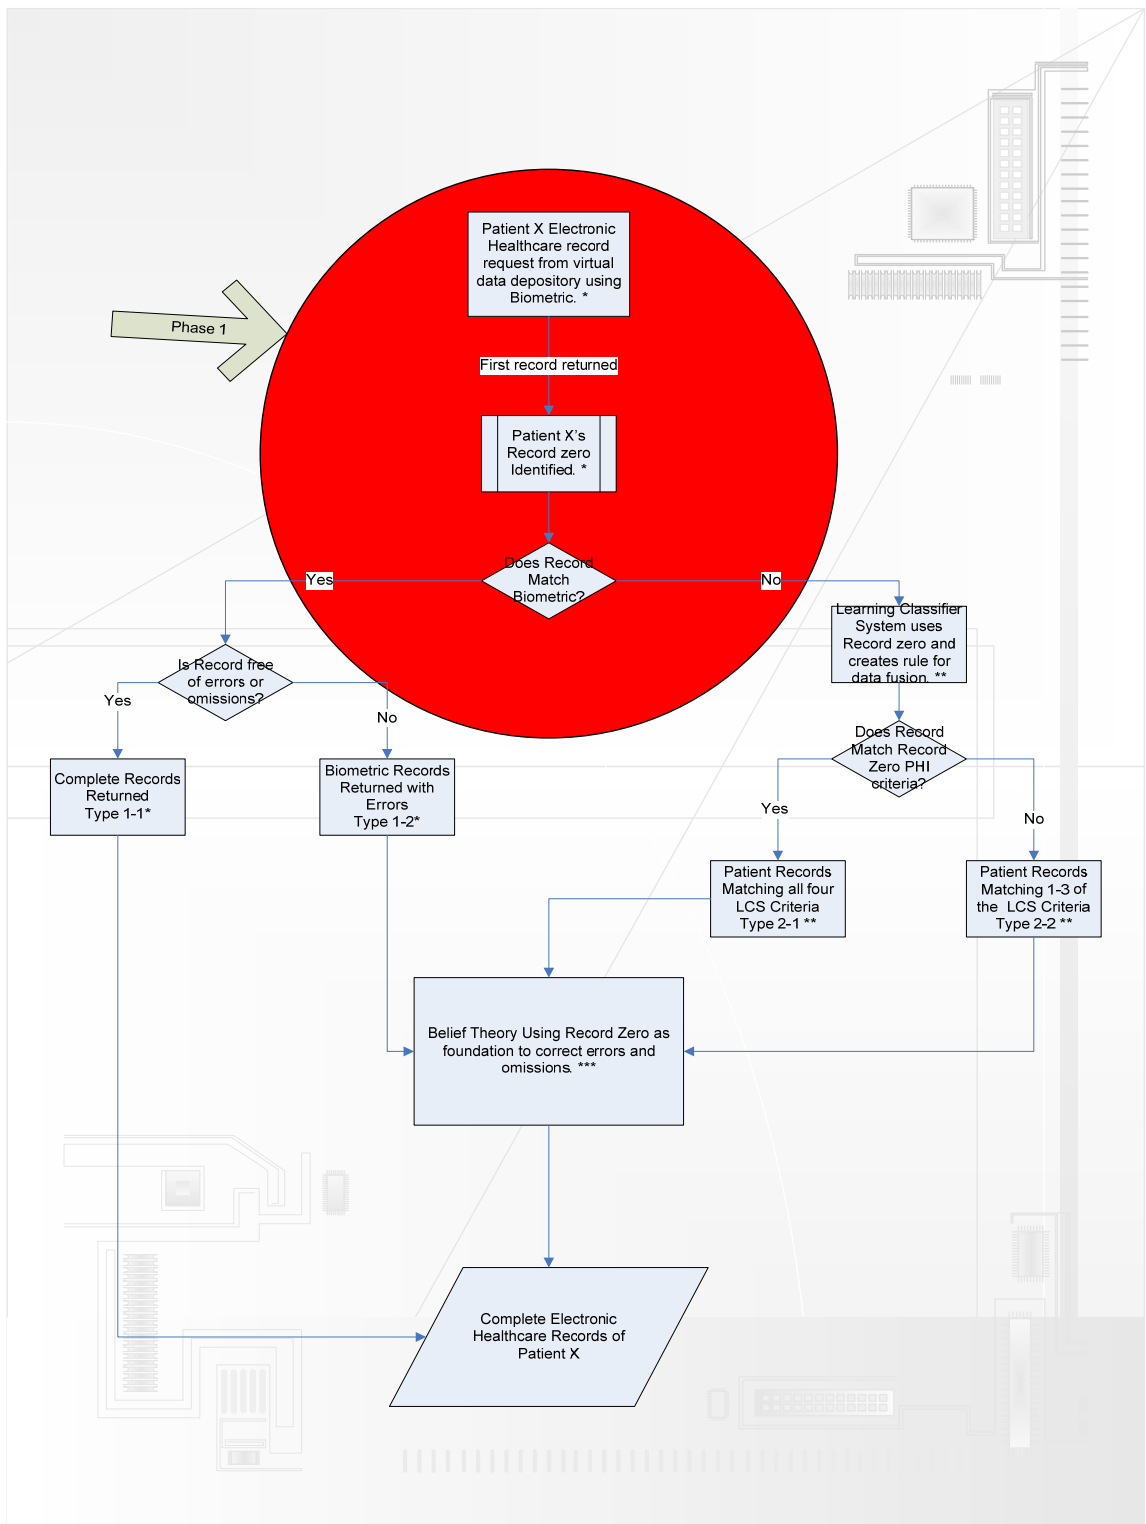 Patient X Electronic
Healthcare record
request from virtual
data depository using
Biometric. *
Phase 1
First record returned
Patient X's
Record zero
Identified. *
Does Record
Match
Biometric?
Yes
No
Learning Classifier
System uses
Record zero and
creates rule for
data fusion. **
Is Record free
of errors or
omissions?
Yes
No
Does Record
Match Record
Zero PHI
criteria?
Complete Records
Returned
Type 1-1*
Biometric Records
Returned with
Errors
Type 1-2*
Yes
No
Patient Records
Matching all four
LCS Criteria
Type 2-1 **
Patient Records
Matching 1-3 of
the LCS Criteria
Type 2-2 **
Belief Theory Using Record Zero as
foundation to correct errors and
omissions. ***
Complete Electronic
Healthcare Records of
Patient X